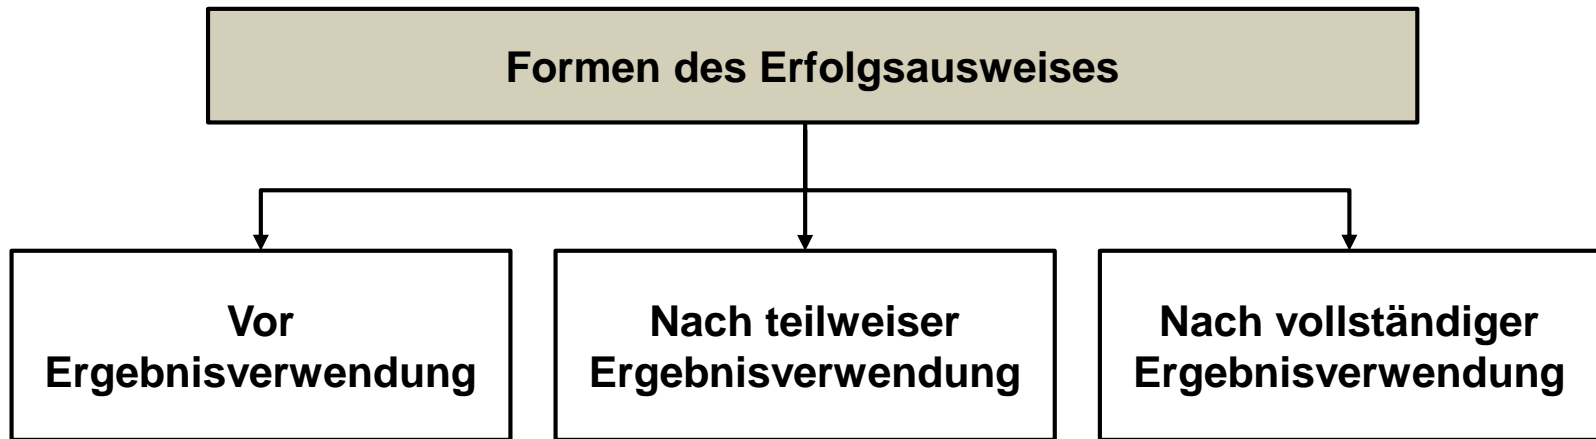 Formen des Erfolgsausweises
Vor
Ergebnisverwendung
Nach teilweiser
Ergebnisverwendung
Nach vollständiger
Ergebnisverwendung